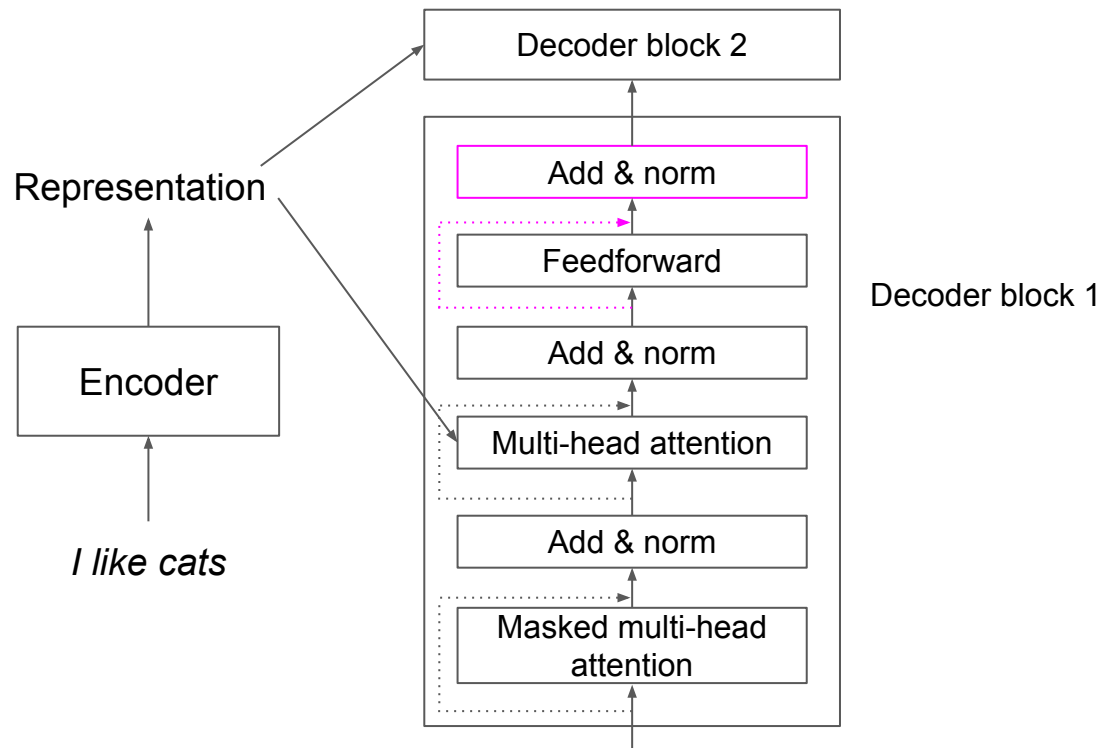 Decoder block 2
Add & norm
Representation
Feedforward
Decoder block 1
Add & norm
Encoder
Multi-head attention
Add & norm
I like cats
Masked multi-head
attention